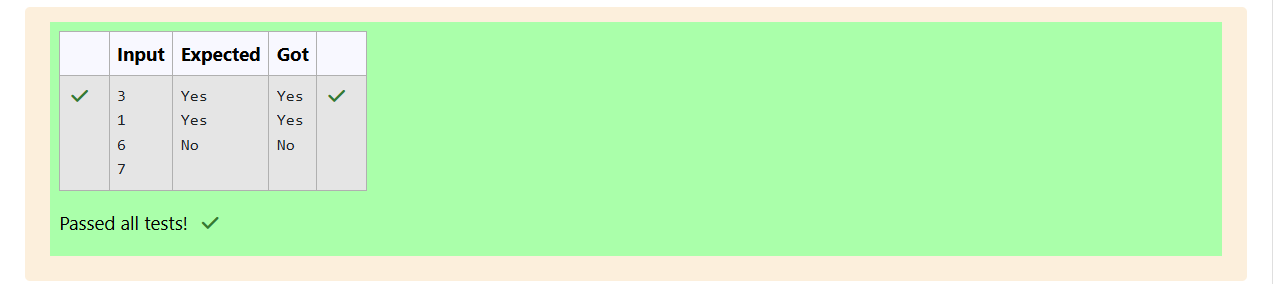 Input Expected Got
3 Yes Yes
1 Yes Yes
6 No No
7
Passed all tests!